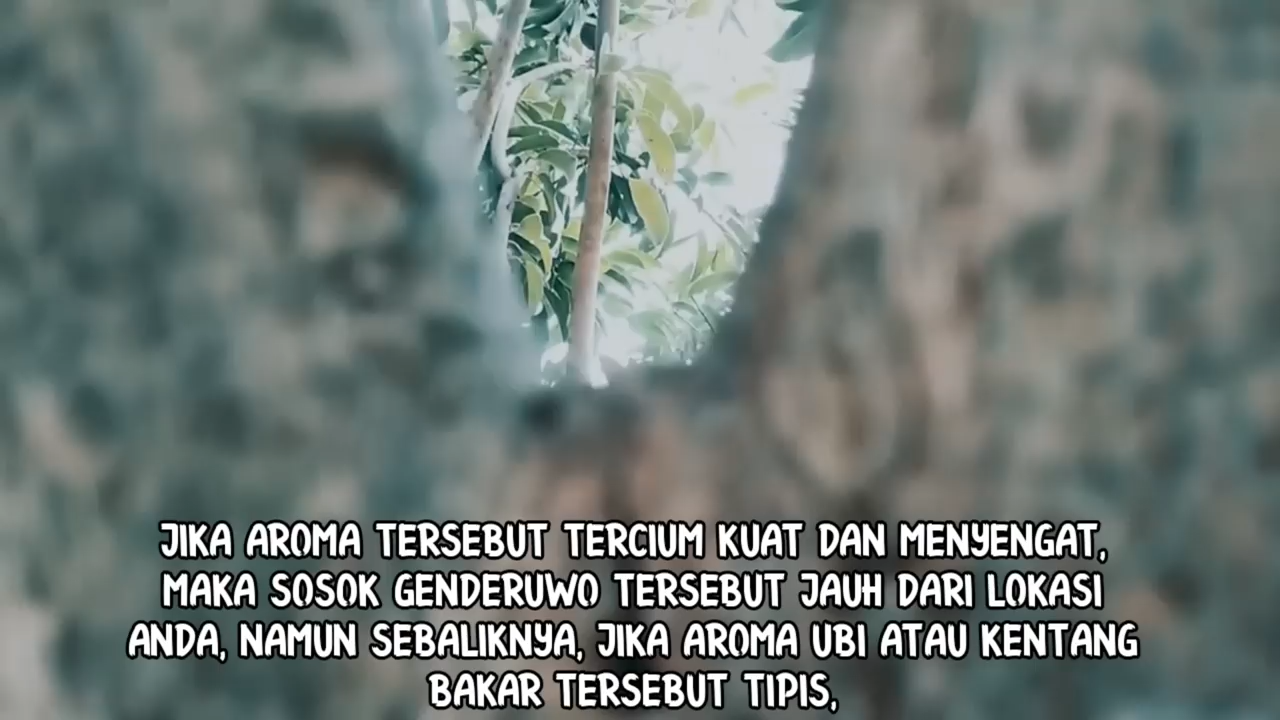 JIKA AROMA TERSEBUT TERCIUM KUAT DAN MENYENGAT,
MAKA SOSOK GENDERUWO TERSEBUT JAUH DARI LOKASI
ANDA, NAMUN SEBALIKNYA, JIKA AROMA UBI ATAU KENTANG
BAKAR TERSEBUT TIPIS,